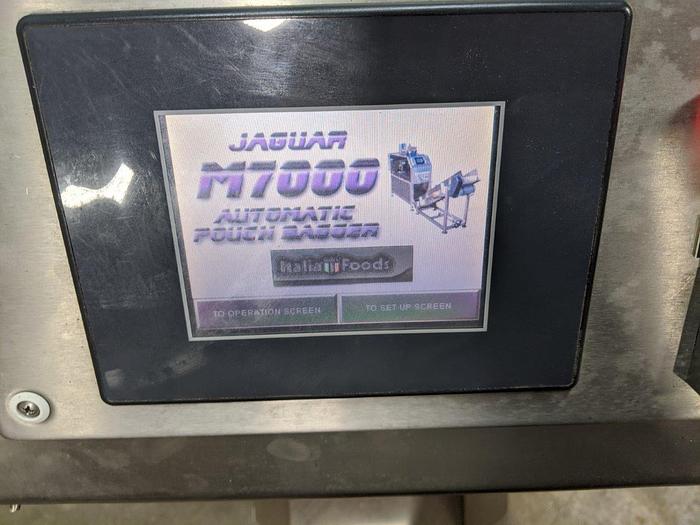 JAGUAR
M7000
AUTOMATIC
POUCH BAGGER
Italia Foods
TO OPERATION SCREEN
TO SET UP SCREEN